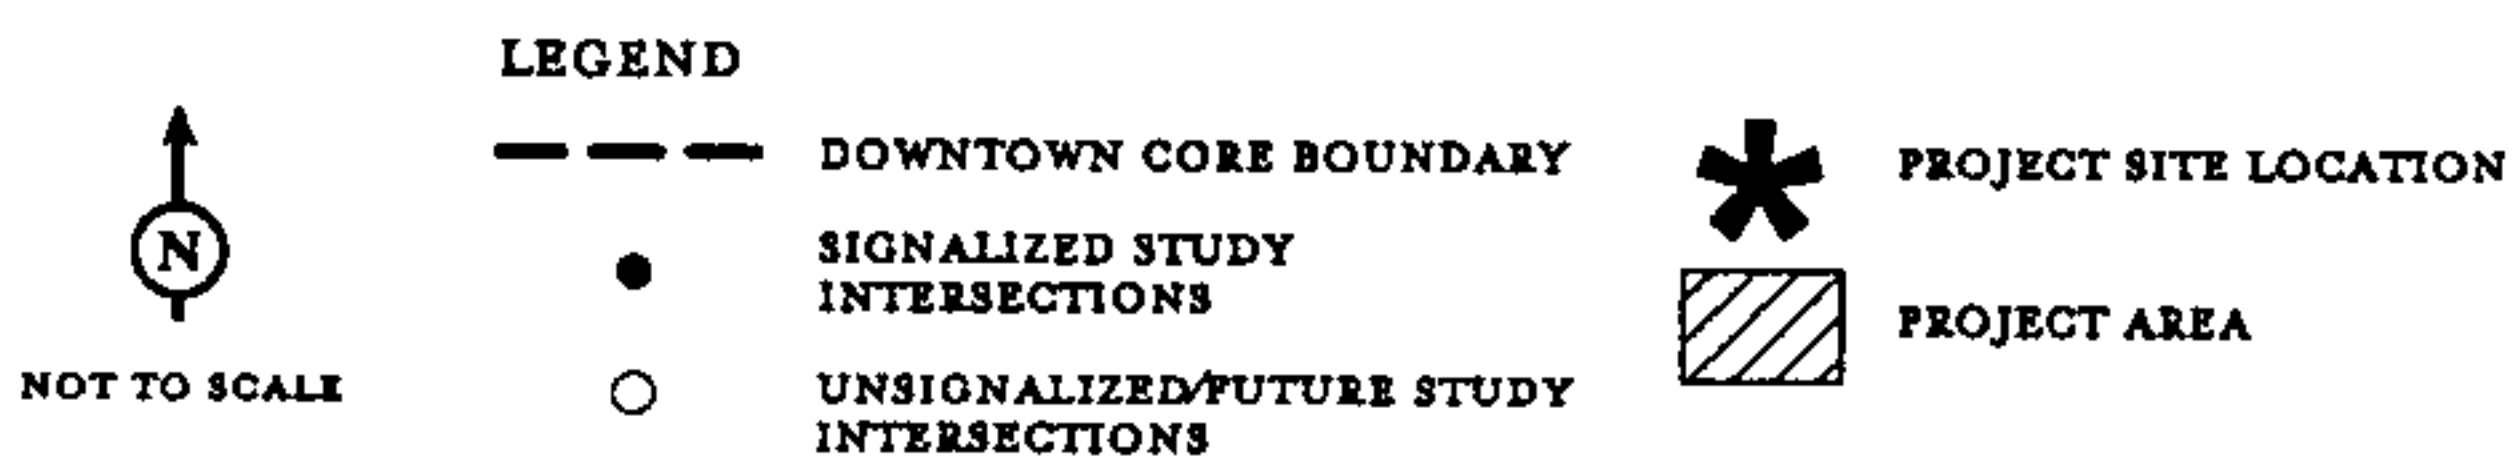 LEGEND
N
NOT TO SCALE
DOWNTOWN CORE BOUNDARY
SIGNALIZED STUDY
INTERSECTIONS
UNSIGNALIZED/FUTURE STUDY
INTERSECTIONS
PROJECT SITE LOCATION
PROJECT AREA